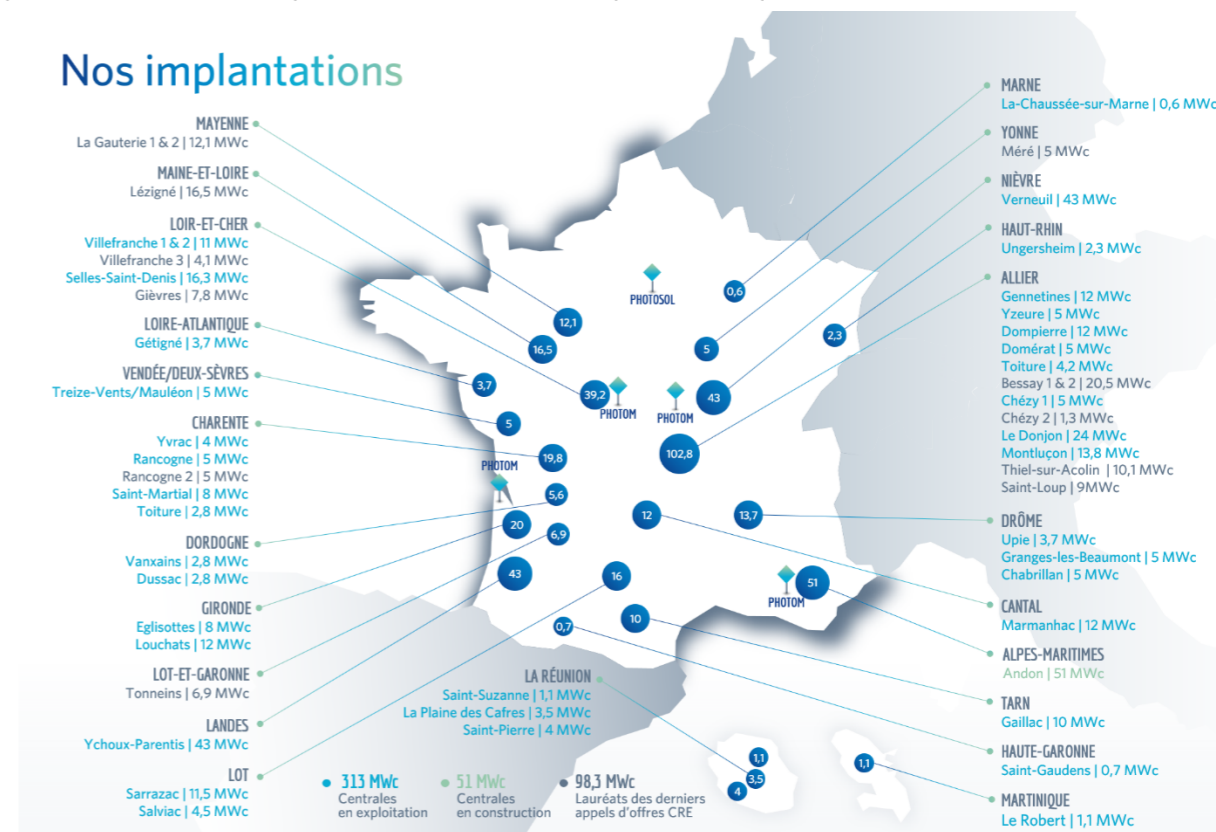 Nos implantations
MAYENNE
La Gauterie 1 & 2 | 12,1 MWc
MAINE-ET-LOIRE
Lézigné | 16,5 MWc
LOIR-ET-CHER
Villefranche 1 & 2 | 11 MWc
Villefranche 3 | 4,1 MWc
Selles-Saint-Denis | 16,3 MWc
Gièvres | 7,8 MWc
LOIRE-ATLANTIQUE
Gétigné | 3,7 MWc
VENDÉE/DEUX-SÈVRES
Treize-Vents/Mauléon | 5 MWc
CHARENTE
Yvrac | 4 MWc
Rancogne | 5 MWc
Rancogne 2 | 5 MWc
Saint-Martial | 8 MWc
Toiture | 2,8 MWc
DORDOGNE
Vanxains | 2,8 MWc
Dussac | 2,8 MWc
GIRONDE
Eglisottes | 8 MWc
Louchats | 12 MWc
LOT-ET-GARONNE
Tonneins | 6,9 MWc
LANDES
Ychoux-Parentis | 43 MWc
LOT
Sarrazac | 11,5 MWc
Salviac | 4,5 MWc
PHOTOSOL
0,6
12,1
2,3
16,5
5
3,7
39,2
PHOTOM
PHOTOM
43
5
19,8
102,8
PHOTOM
5,6
20
12
13,7
6,9
43
16
PHOTOM
51
0,7
10
LA RÉUNION
Saint-Suzanne | 1,1 MWc
La Plaine des Cafres | 3,5 MWc
Saint-Pierre | 4 MWc
1,1
3,5
4
1,1
313 MWc
Centrales
en exploitation
51 MWc
Centrales
en construction
98,3 MWc
Lauréats des derniers
appels d'offres CRE
MARNE
La-Chaussée-sur-Marne | 0,6 MWc
YONNE
Méré | 5 MWc
NIÈVRE
Verneuil | 43 MWc
HAUT-RHIN
Ungersheim | 2,3 MWc
ALLIER
Gennetines | 12 MWc
Yzeure | 5 MWc
Dompierre | 12 MWc
Domérat | 5 MWc
Toiture | 4,2 MWc
Bessay 1 & 2 | 20,5 MWc
Chézy 1 | 5 MWc
Chézy 2 | 1,3 MWc
Le Donjon | 24 MWc
Montluçon | 13,8 MWc
Thiel-sur-Acolin | 10,1 MWc
Saint-Loup | 9MWc
DRÔME
Upie | 3,7 MWc
Granges-les-Beaumont | 5 MWc
Chabrillan | 5 MWc
CANTAL
Marmanhac | 12 MWc
ALPES-MARITIMES
Andon | 51 MWc
TARN
Gaillac | 10 MWc
HAUTE-GARONNE
Saint-Gaudens | 0,7 MWc
MARTINIQUE
Le Robert | 1,1 MWc